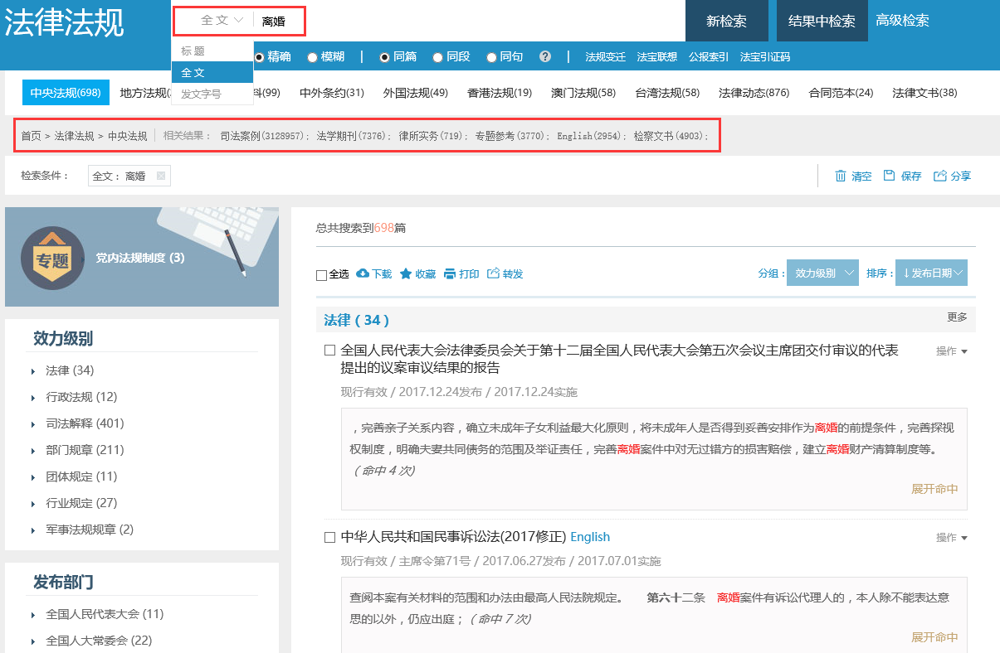 法律法规
全文 离婚
新检索 结果中检索 高级检索
标题
全文
发文字号
精确 模糊 | 同篇 同段 同句 ? | 法规变迁 法宝联想 公报索引 法宝引证码
中央法规(698) 地方法规( 料(99) 中外条约(31) 外国法规(49) 香港法规(19) 澳门法规(58) 台湾法规(58) 法律动态(876) 合同范本(24) 法律文书(38)
首页 > 法律法规 > 中央法规 相关结果: 司法案例(3128957); 法学期刊(7376); 律所实务(719); 专题参考(3770); English(2954); 检察文书(4903);
检索条件: 全文:离婚 清空 保存 分享
专题
党内法规制度 (3)
效力级别
法律 (34)
行政法规 (12)
司法解释 (401)
部门规章 (211)
团体规定 (11)
行业规定 (27)
军事法规规章 (2)
发布部门
全国人民代表大会 (11)
全国人大常委会 (22)
总共搜索到698篇
全选 下载 收藏 打印 转发 分组: 效力级别 排序: ↓发布日期
法律 ( 34 ) 更多
全国人民代表大会法律委员会关于第十二届全国人民代表大会第五次会议主席团交付审议的代表 操作
提出的议案审议结果的报告
现行有效 / 2017.12.24发布 / 2017.12.24实施
,完善亲子关系内容,确立未成年子女利益最大化原则,将未成年人是否得到妥善安排作为离婚的前提条件,完善探视
权制度,明确夫妻共同债务的范围及举证责任,完善离婚案件中对无过错方的损害赔偿,建立离婚财产清算制度等。
(命中 4 次)
展开命中
中华人民共和国民事诉讼法(2017修正) English 操作
现行有效 / 主席令第71号 / 2017.06.27发布 / 2017.07.01实施
查阅本案有关材料的范围和办法由最高人民法院规定。 第六十二条 离婚案件有诉讼代理人的,本人除不能表达意
思的以外,仍应出庭;(命中 7 次)
展开命中